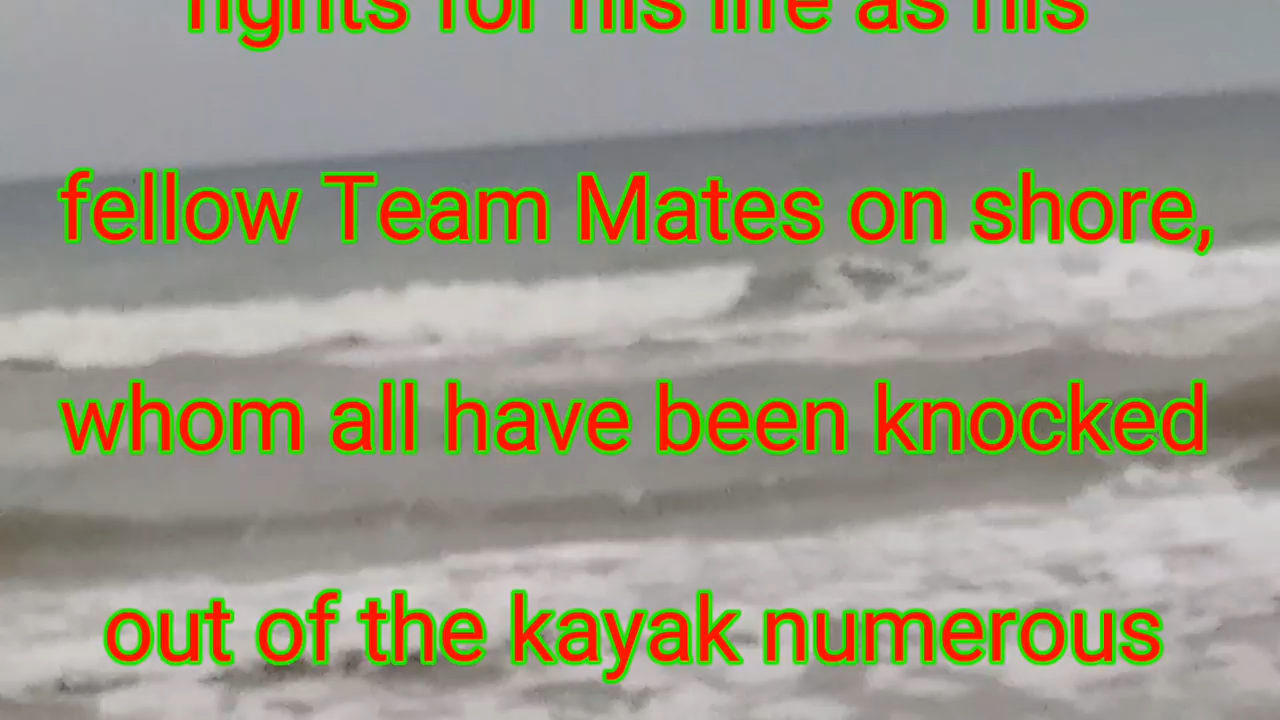 fights for his life as his
fellow Team Mates on shore,
whom all have been knocked
out of the kayak numerous